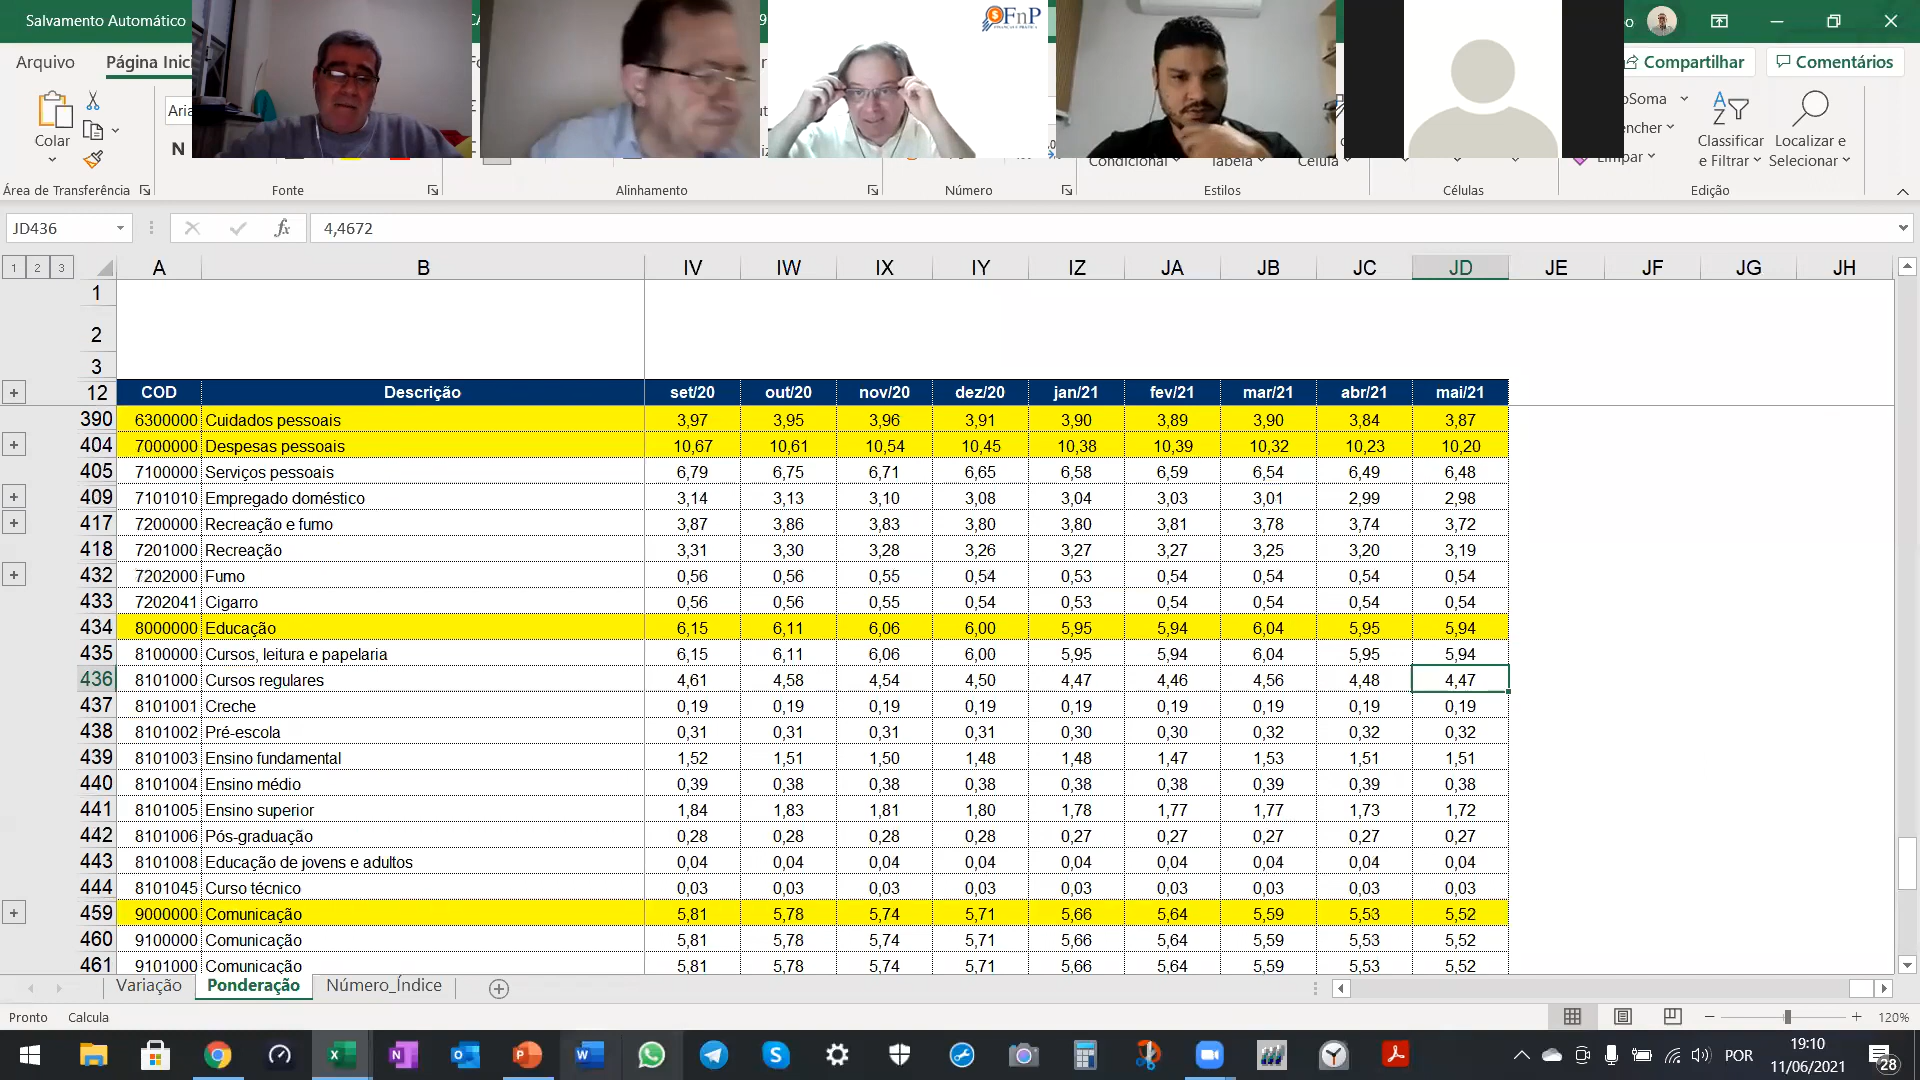 Salvamento Automático
Arquivo
Página Inici
Compartilhar
Comentários
FnP
Colar
Aria
N
Condicional
Tabela
Célula
Limpar
Classificar
e Filtrar
Localizar e
Selecionar
Área de Transferência
Fonte
Alinhamento
Número
Estilos
Células
Edição
JD436
fx
4,4672
1 2 3
A B IV IW IX IY IZ JA JB JC JD JE JF JG JH
1
2
3
12 COD Descrição set/20 out/20 nov/20 dez/20 jan/21 fev/21 mar/21 abr/21 mai/21
390 6300000 Cuidados pessoais 3,97 3,95 3,96 3,91 3,90 3,89 3,90 3,84 3,87
404 7000000 Despesas pessoais 10,67 10,61 10,54 10,45 10,38 10,39 10,32 10,23 10,20
405 7100000 Serviços pessoais 6,79 6,75 6,71 6,65 6,58 6,59 6,54 6,49 6,48
409 7101010 Empregado doméstico 3,14 3,13 3,10 3,08 3,04 3,03 3,01 2,99 2,98
417 7200000 Recreação e fumo 3,87 3,86 3,83 3,80 3,80 3,81 3,78 3,74 3,72
418 7201000 Recreação 3,31 3,30 3,28 3,26 3,27 3,27 3,25 3,20 3,19
432 7202000 Fumo 0,56 0,56 0,55 0,54 0,53 0,54 0,54 0,54 0,54
433 7202041 Cigarro 0,56 0,56 0,55 0,54 0,53 0,54 0,54 0,54 0,54
434 8000000 Educação 6,15 6,11 6,06 6,00 5,95 5,94 6,04 5,95 5,94
435 8100000 Cursos, leitura e papelaria 6,15 6,11 6,06 6,00 5,95 5,94 6,04 5,95 5,94
436 8101000 Cursos regulares 4,61 4,58 4,54 4,50 4,47 4,46 4,56 4,48 4,47
437 8101001 Creche 0,19 0,19 0,19 0,19 0,19 0,19 0,19 0,19 0,19
438 8101002 Pré-escola 0,31 0,31 0,31 0,31 0,30 0,30 0,32 0,32 0,32
439 8101003 Ensino fundamental 1,52 1,51 1,50 1,48 1,48 1,47 1,53 1,51 1,51
440 8101004 Ensino médio 0,39 0,38 0,38 0,38 0,38 0,38 0,39 0,39 0,38
441 8101005 Ensino superior 1,84 1,83 1,81 1,80 1,78 1,77 1,77 1,73 1,72
442 8101006 Pós-graduação 0,28 0,28 0,28 0,28 0,27 0,27 0,27 0,27 0,27
443 8101008 Educação de jovens e adultos 0,04 0,04 0,04 0,04 0,04 0,04 0,04 0,04 0,04
444 8101045 Curso técnico 0,03 0,03 0,03 0,03 0,03 0,03 0,03 0,03 0,03
459 9000000 Comunicação 5,81 5,78 5,74 5,71 5,66 5,64 5,59 5,53 5,52
460 9100000 Comunicação 5,81 5,78 5,74 5,71 5,66 5,64 5,59 5,53 5,52
461 9101000 Comunicação 5,81 5,78 5,74 5,71 5,66 5,64 5,59 5,53 5,52
Variação Ponderação Número_Índice
Pronto Calcula
120%
POR
19:10
11/06/2021
28